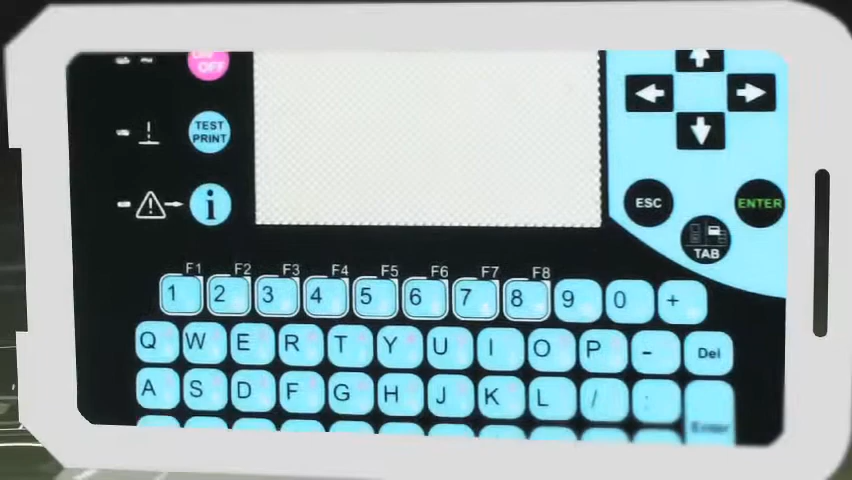 OFF
TEST
PRINT
i
ESC
ENTER
TAB
F1 F2 F3 F4 F5 F6 F7 F8
1 2 3 4 5 6 7 8 9 0 +
Q W E R T Y U I O P - Del
A S D F G H J K L / :
Enter